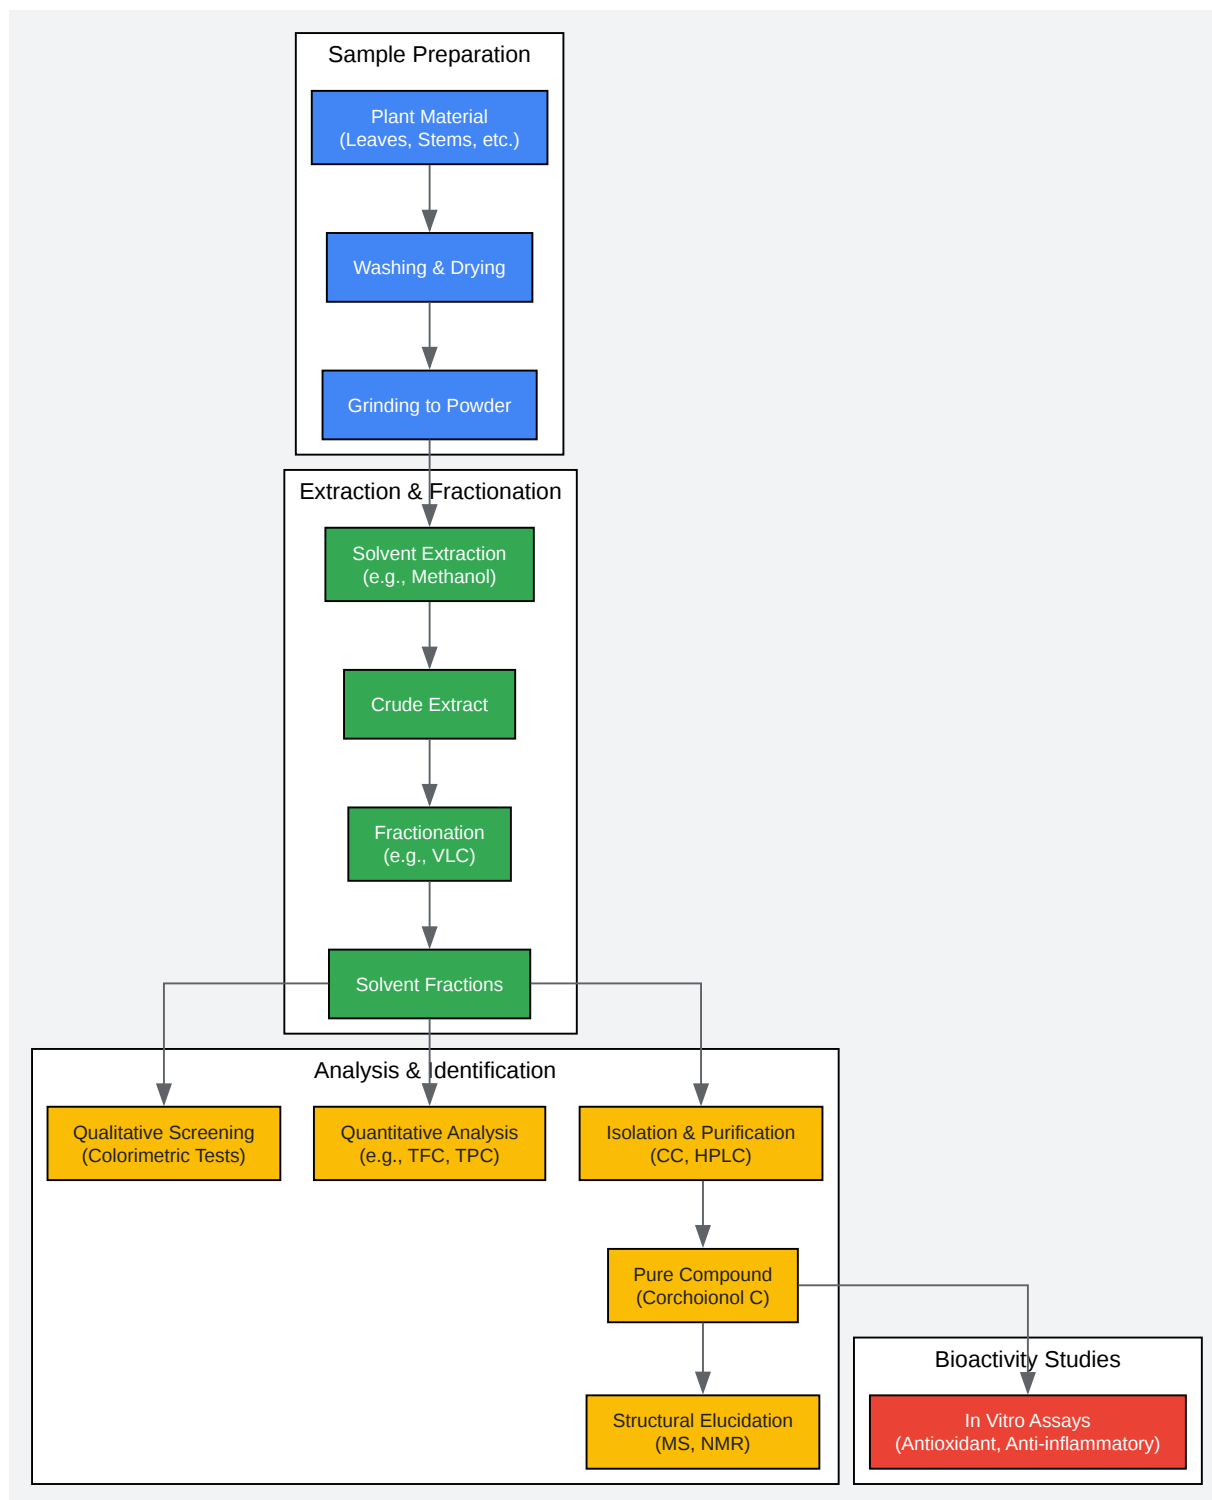 Sample Preparation
Plant Material
(Leaves, Stems, etc.)
Washing & Drying
Grinding to Powder
Extraction & Fractionation
Solvent Extraction
(e.g., Methanol)
Crude Extract
Fractionation
(e.g., VLC)
Solvent Fractions
Analysis & Identification
Qualitative Screening
(Colorimetric Tests)
Quantitative Analysis
(e.g., TFC, TPC)
Isolation & Purification
(CC, HPLC)
Pure Compound
(Corchoionol C)
Structural Elucidation
(MS, NMR)
Bioactivity Studies
In Vitro Assays
(Antioxidant, Anti-inflammatory)